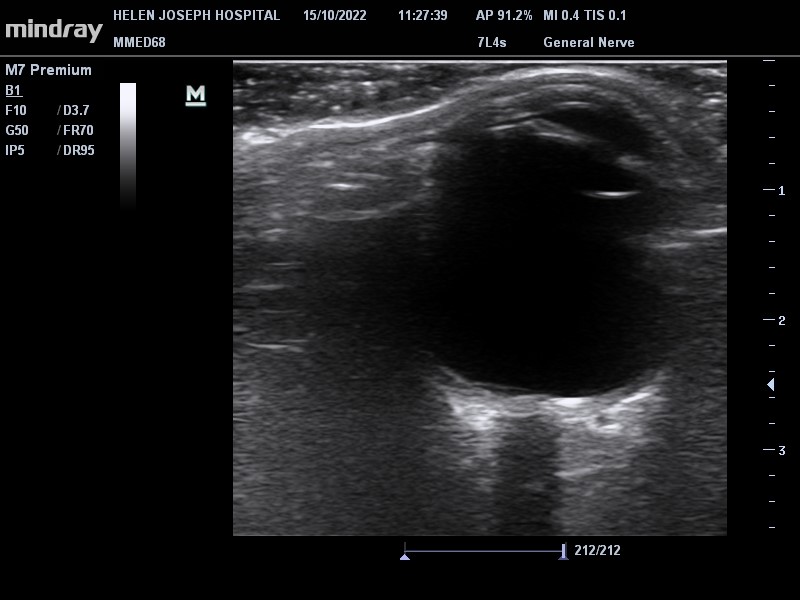 mindray
HELEN JOSEPH HOSPITAL 15/10/2022 11:27:39 AP 91.2% MI 0.4 TIS 0.1
MMED68 7L4s General Nerve
M7 Premium
B1
F10 / D3.7
G50 / FR70
IP5 / DR95
M
1
2
3
212/212